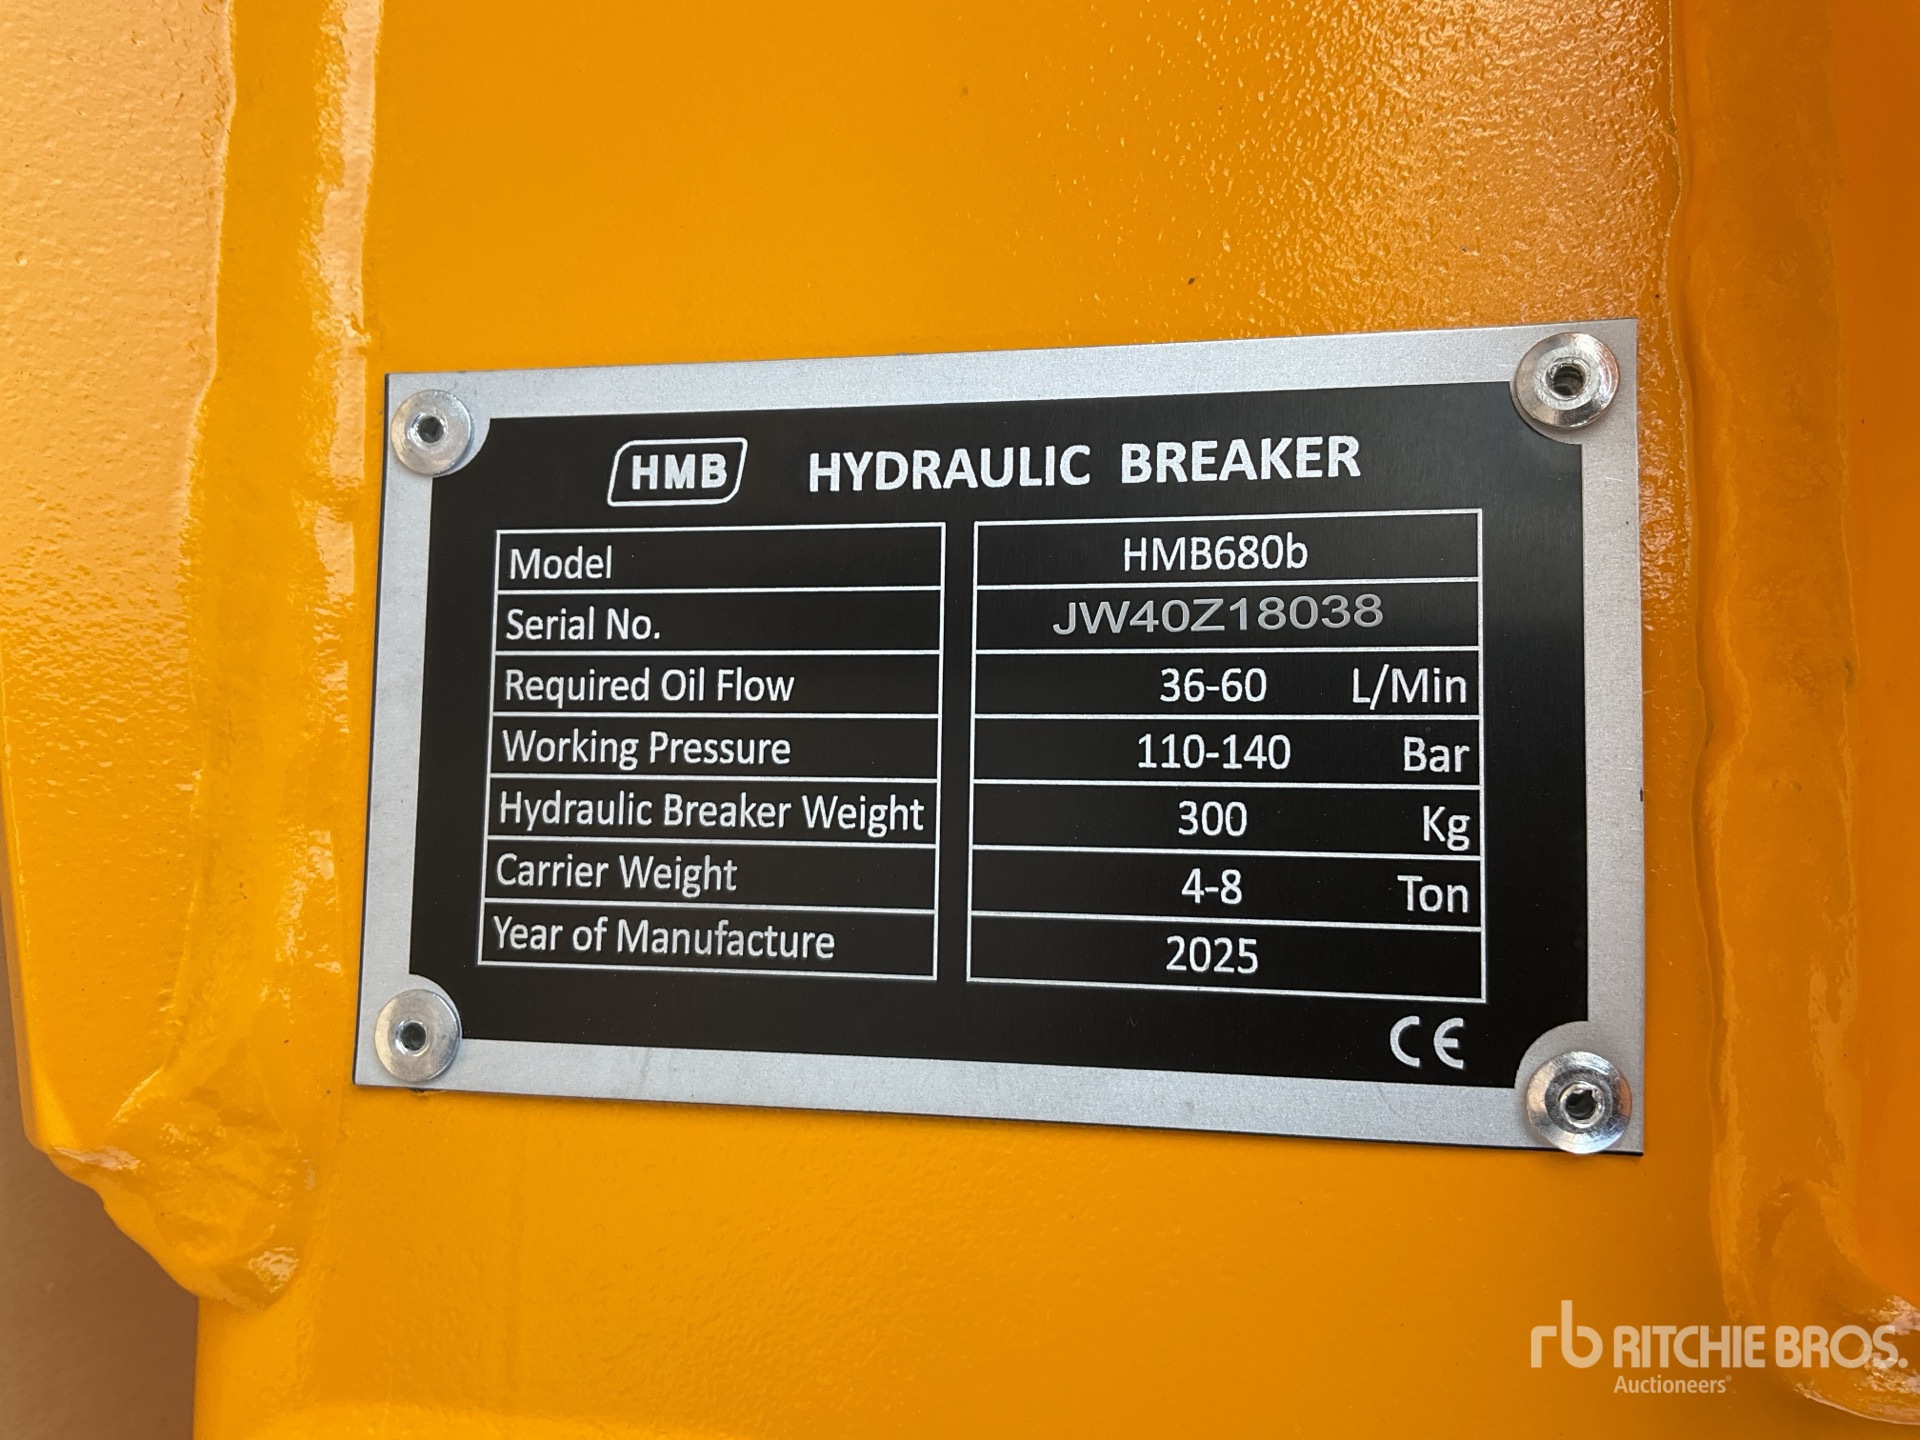 HMB HYDRAULIC BREAKER
Model HMB680b
Serial No. JW40Z18038
Required Oil Flow 36-60 L/Min
Working Pressure 110-140 Bar
Hydraulic Breaker Weight 300 Kg
Carrier Weight 4-8 Ton
Year of Manufacture 2025
CE
rb RITCHIE BROS.
Auctioneers